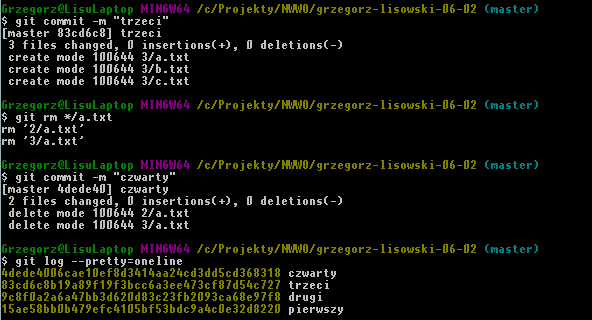 Grzegorz@LisuLaptop MINGW64 /c/Projekty/NWWO/grzegorz-lisowski-06-02 (master)
$ git commit -m "trzeci"
[master 83cd6c8] trzeci
3 files changed, 0 insertions(+), 0 deletions(-)
create mode 100644 3/a.txt
create mode 100644 3/b.txt
create mode 100644 3/c.txt
Grzegorz@LisuLaptop MINGW64 /c/Projekty/NWWO/grzegorz-lisowski-06-02 (master)
$ git rm */a.txt
rm '2/a.txt'
rm '3/a.txt'
Grzegorz@LisuLaptop MINGW64 /c/Projekty/NWWO/grzegorz-lisowski-06-02 (master)
$ git commit -m "czwarty"
[master 4dede40] czwarty
2 files changed, 0 insertions(+), 0 deletions(-)
delete mode 100644 2/a.txt
delete mode 100644 3/a.txt
Grzegorz@LisuLaptop MINGW64 /c/Projekty/NWWO/grzegorz-lisowski-06-02 (master)
$ git log --pretty=oneline
4dede4006cae10ef8d3414aa24cd3dd5cd368318 czwarty
83cd6c8b19a89f19f3bcc6a3ee473cf87d54c727 trzeci
9c8f0a2a6a47bb3d620d83c23fb2093ca68e97f8 drugi
15ae58bb0b479efc4105bf53bdc9a4c0e32d8220 pierwszy